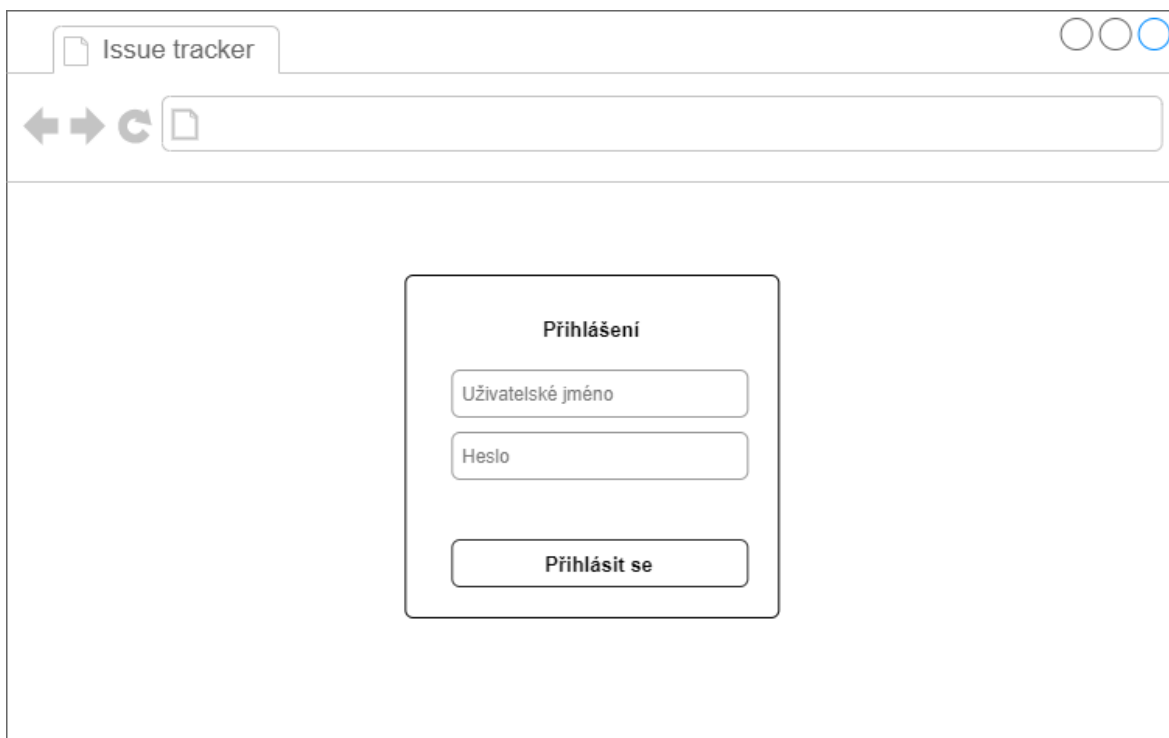 Issue tracker
Přihlášení
Uživatelské jméno
Heslo
Přihlásit se